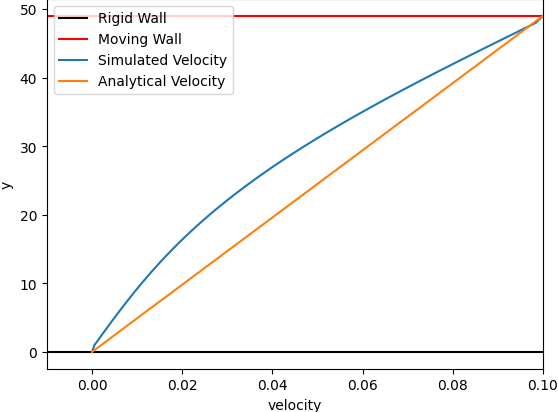 Rigid Wall
Moving Wall
Simulated Velocity
Analytical Velocity
50
40
30
20
10
0
y
0.00 0.02 0.04 0.06 0.08 0.10
velocity